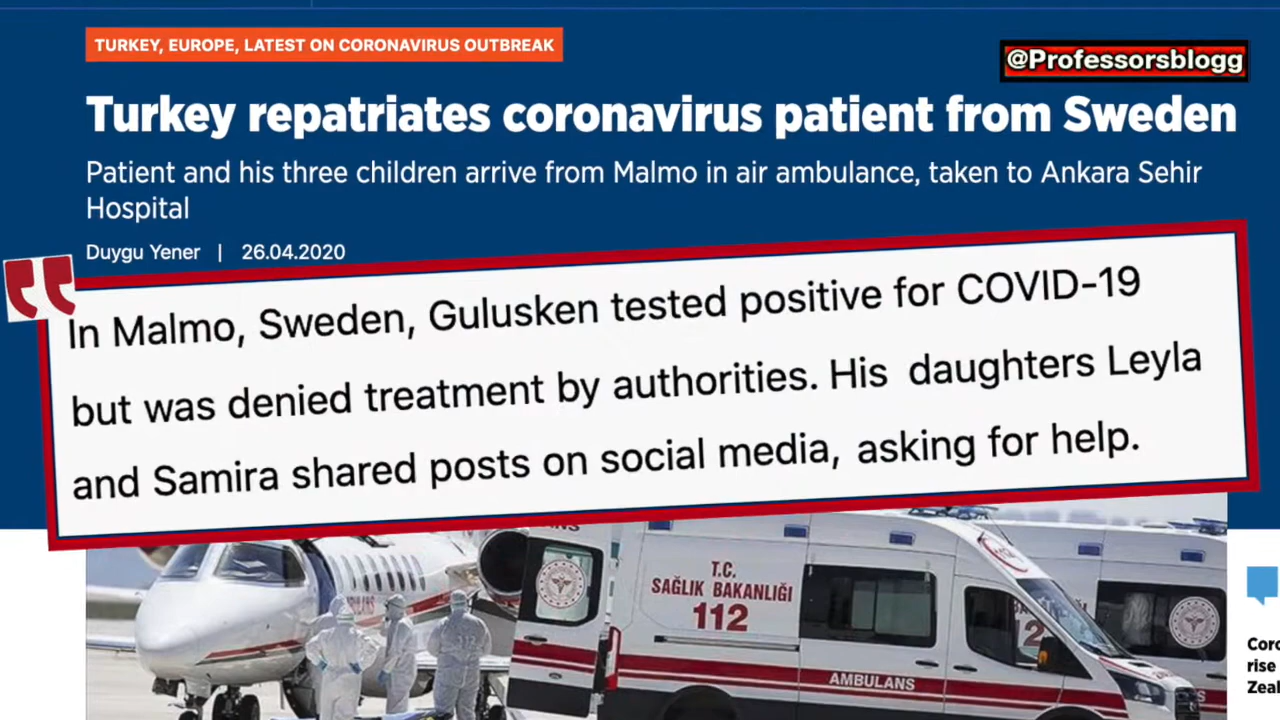 TURKEY, EUROPE, LATEST ON CORONAVIRUS OUTBREAK
@Professorsblogg
Turkey repatriates coronavirus patient from Sweden
Patient and his three children arrive from Malmo in air ambulance, taken to Ankara Sehir
Hospital
Duygu Yener | 26.04.2020
In Malmo, Sweden, Gulusken tested positive for COVID-19
but was denied treatment by authorities. His daughters Leyla
and Samira shared posts on social media, asking for help.
T.C.
SAĞLIK BAKANLIĞI
112
AMBULANS
112
rise